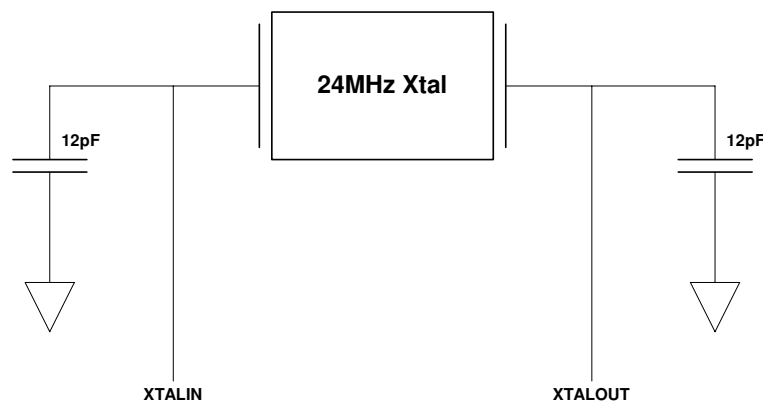 24MHz Xtal
12pF
12pF
XTALIN
XTALOUT